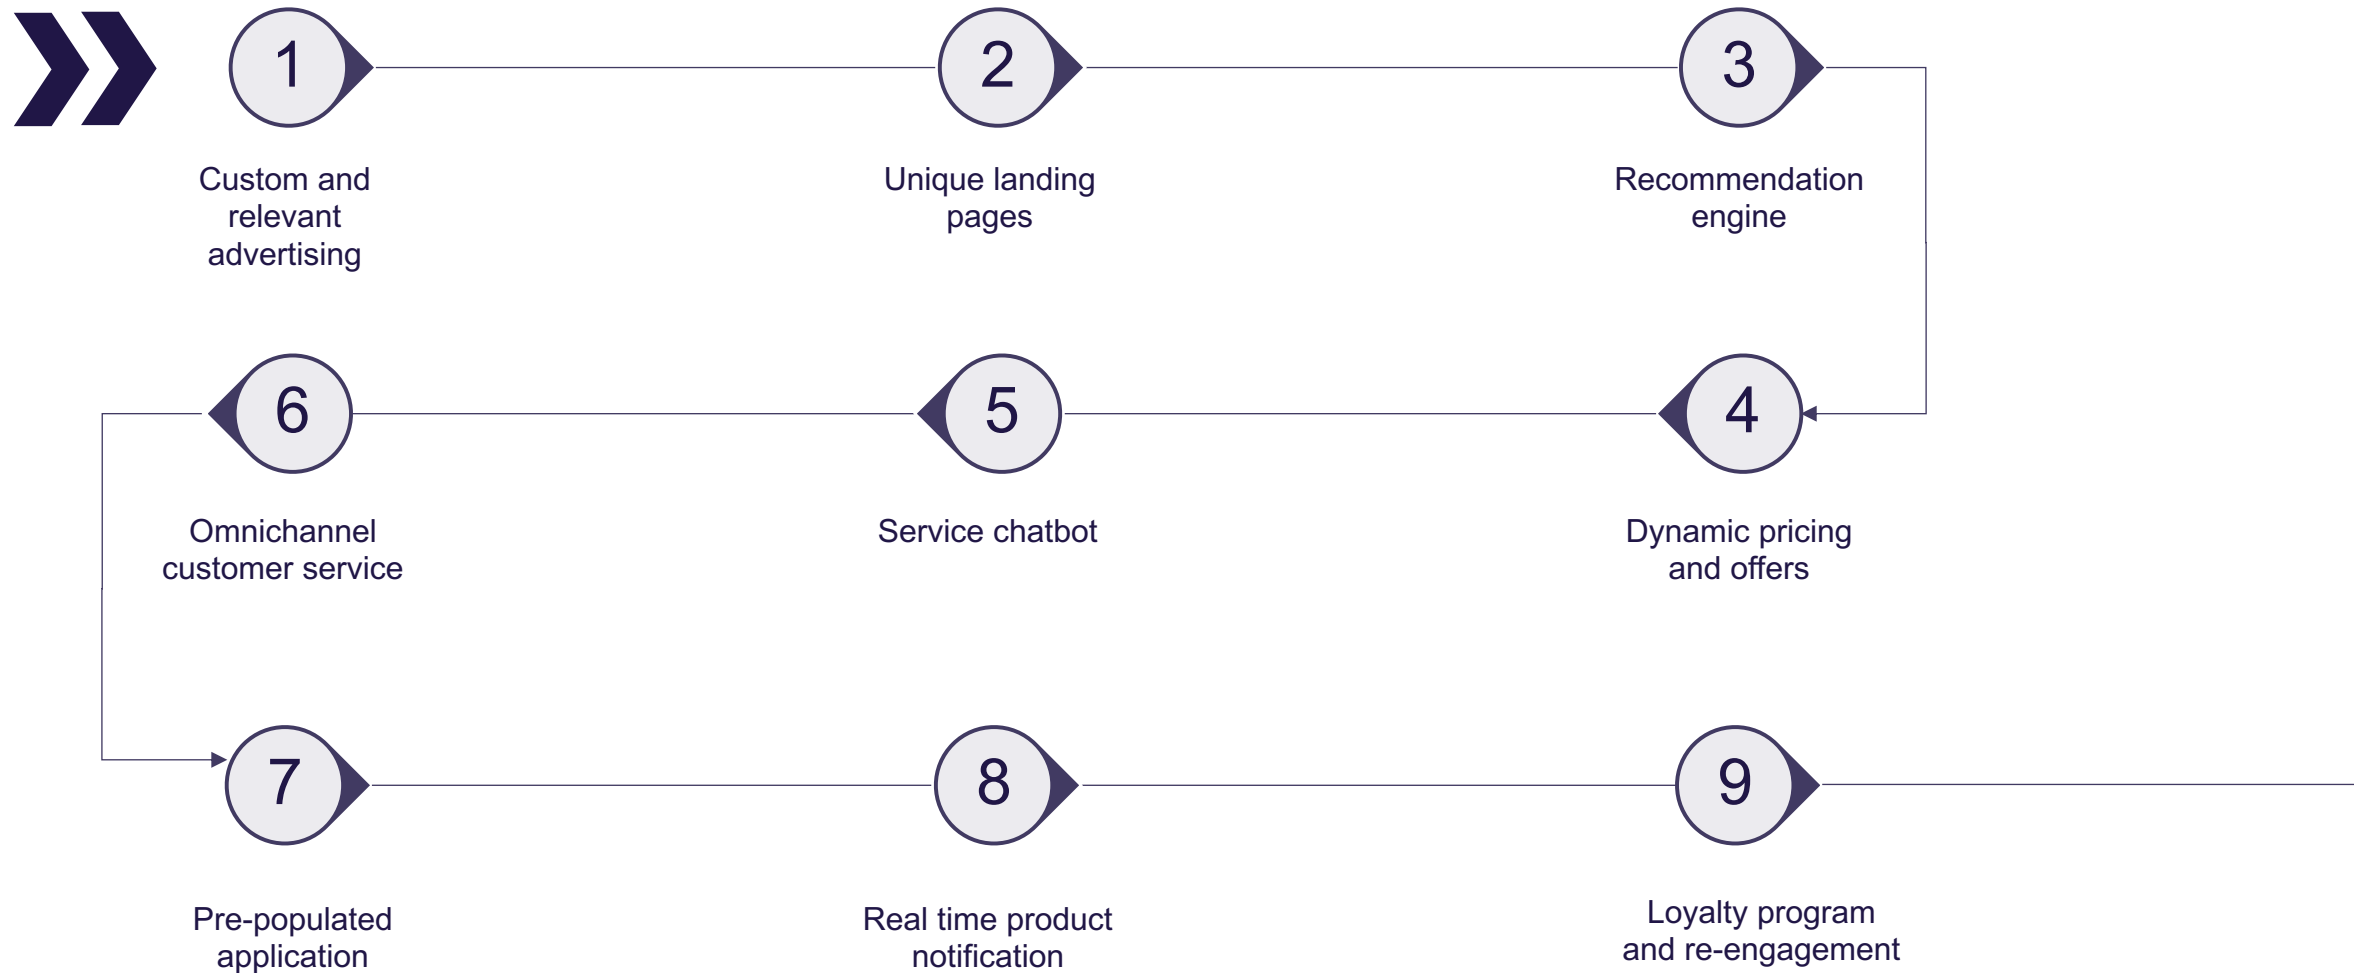 1
2
3
Custom and
relevant
advertising
Unique landing
pages
Recommendation
engine
6
5
4
Omnichannel
customer service
Service chatbot
Dynamic pricing
and offers
7
8
9
Pre-populated
application
Real time product
notification
Loyalty program
and re-engagement